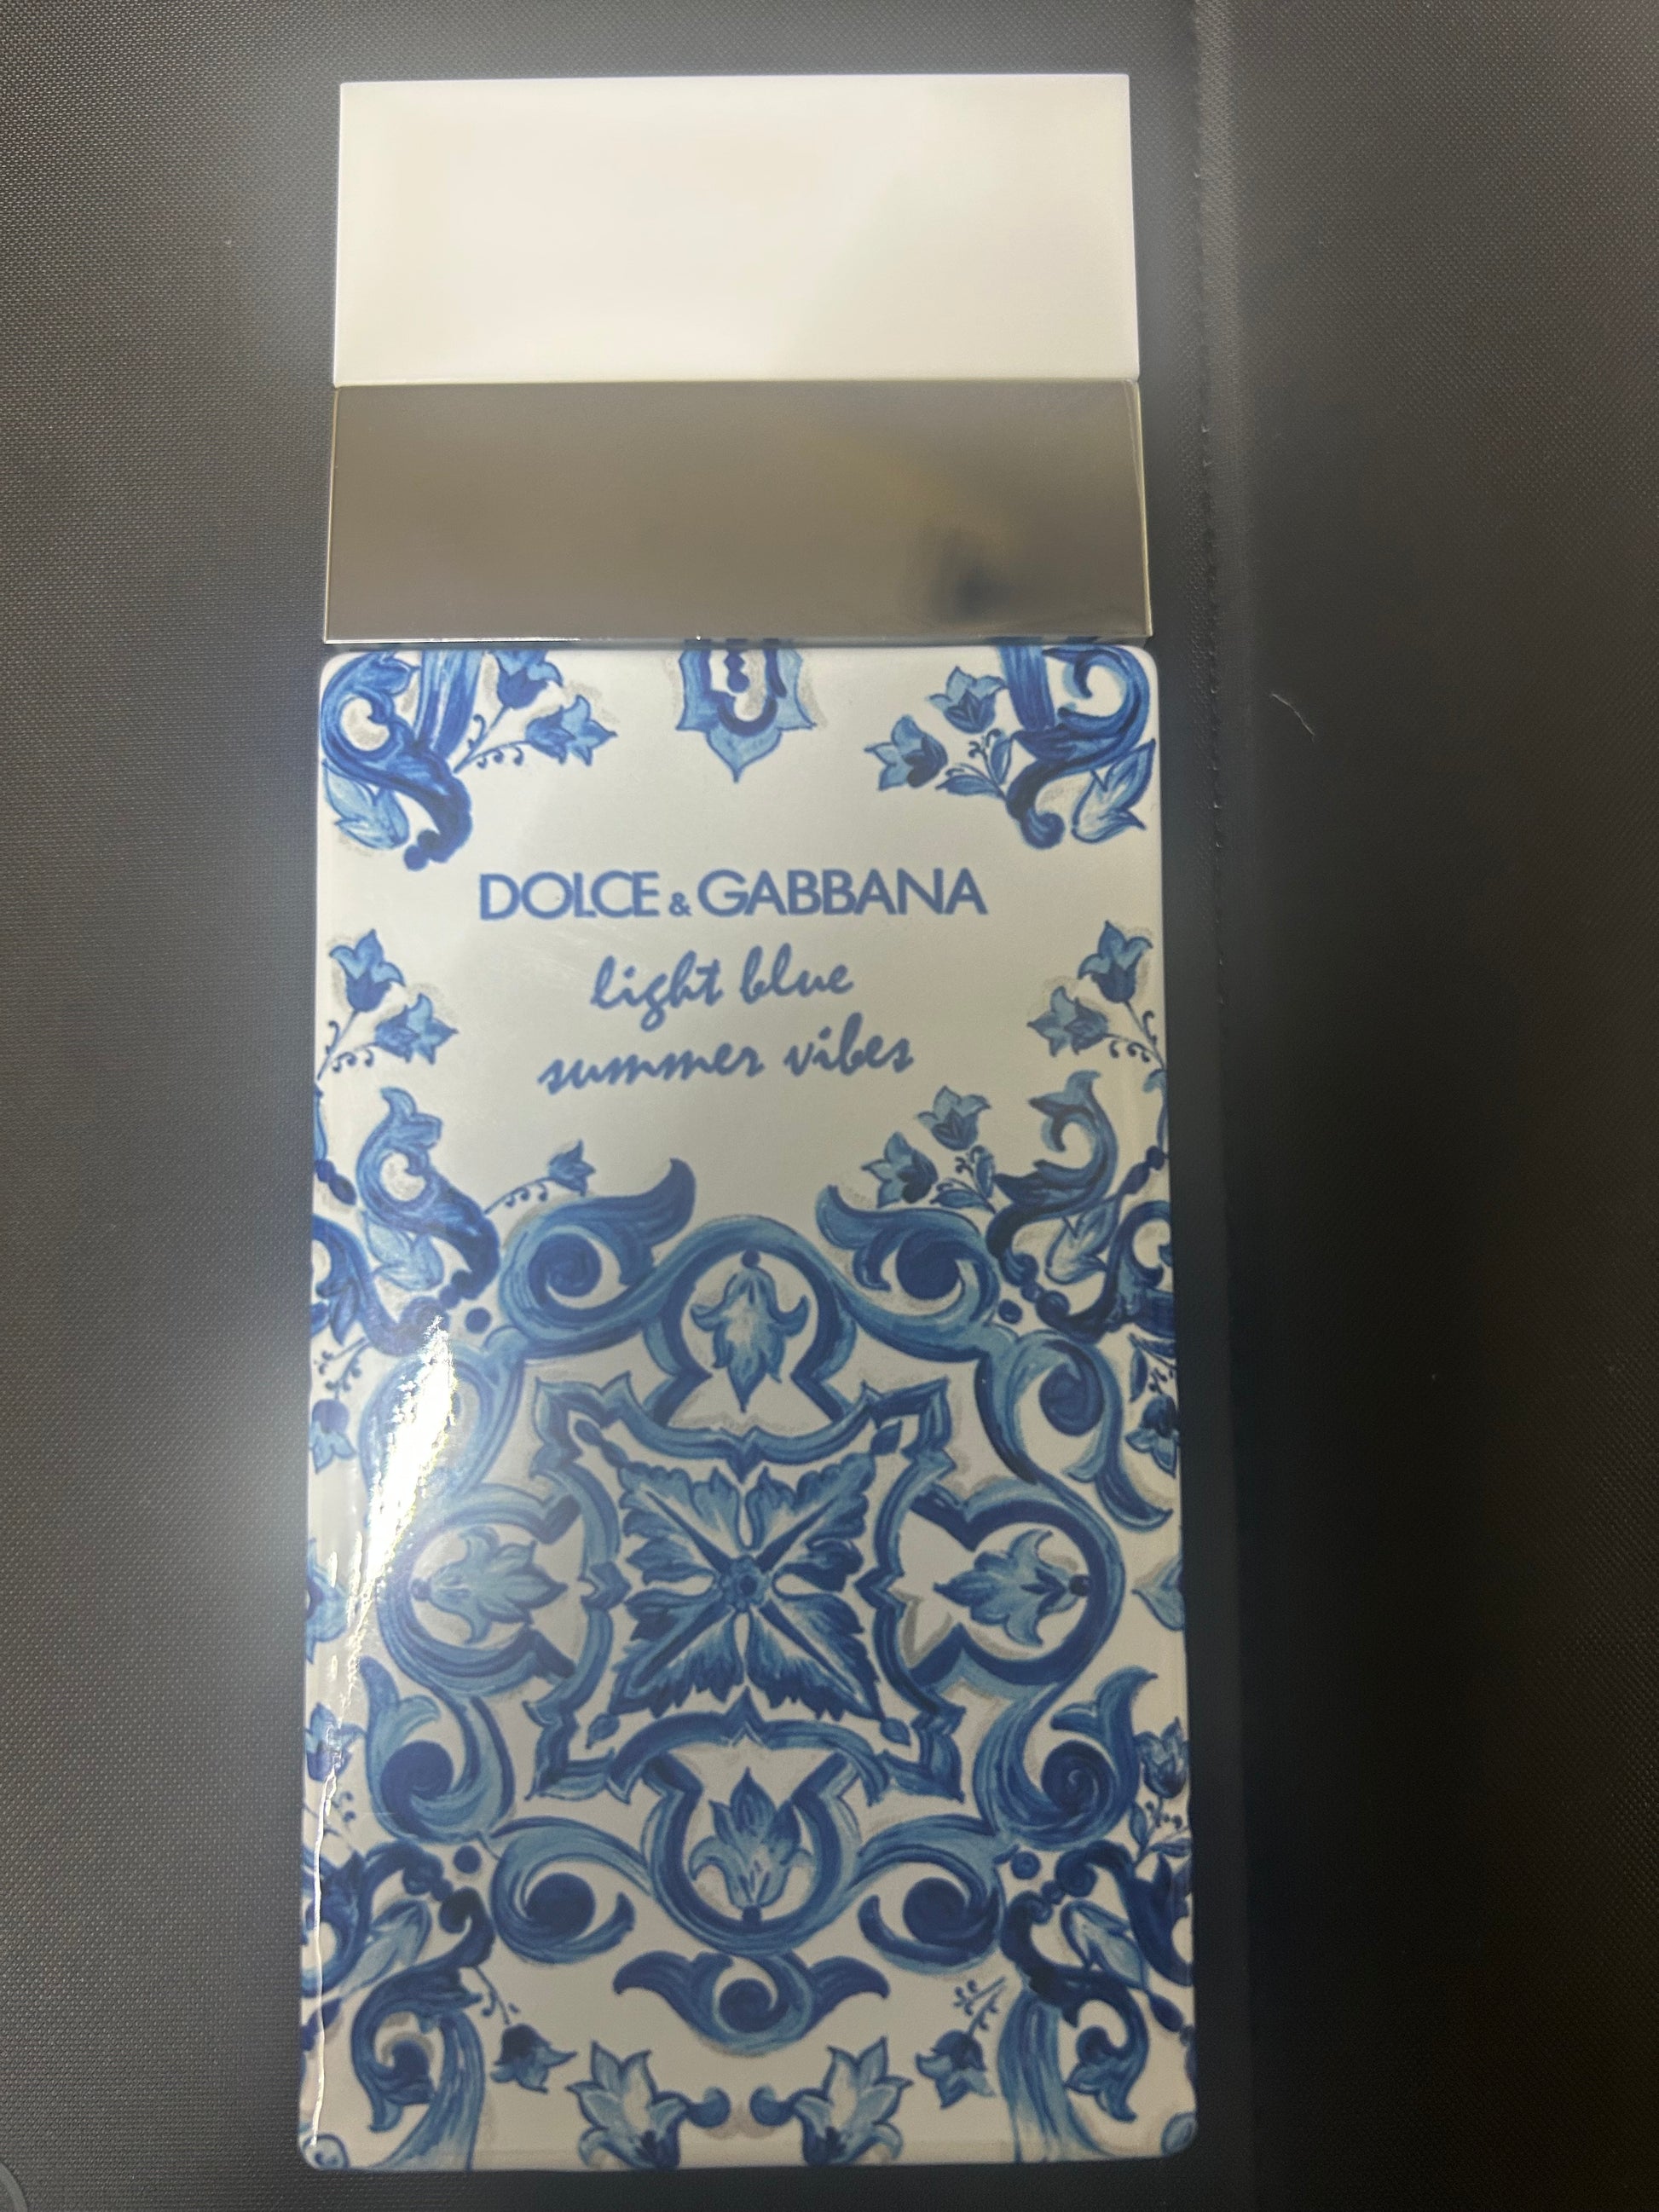 DOLCE & GABBANA
light blue
summer vibes